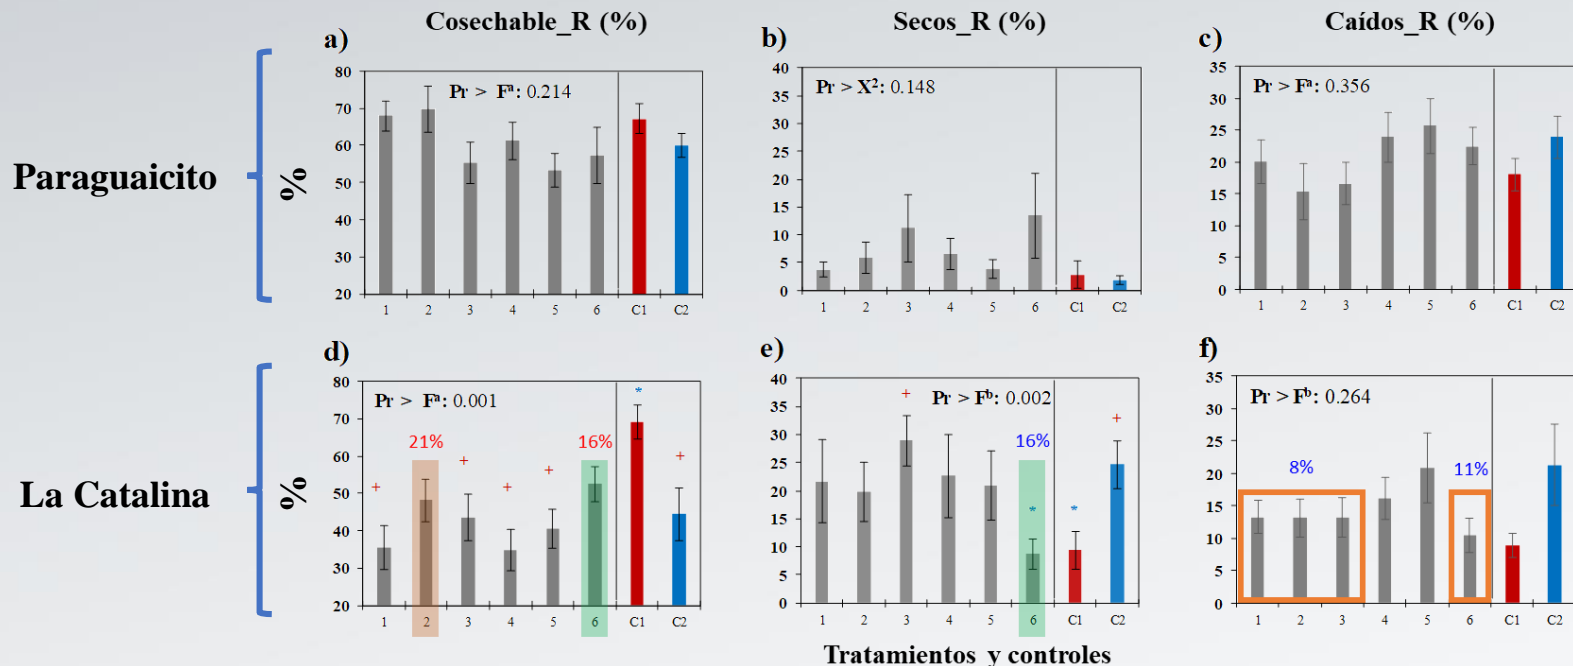 Cosechable_R (%)
Secos_R (%)
Caídos_R (%)
Paraguaicito
a)
%
80
70
60
50
40
30
20
Pr > Fª: 0.214
1 2 3 4 5 6 C1 C2
b)
40
35
30
25
20
15
10
5
0
Pr > X²: 0.148
1 2 3 4 5 6 C1 C2
c)
35
30
25
20
15
10
5
0
Pr > Fª: 0.356
1 2 3 4 5 6 C1 C2
La Catalina
d)
%
80
70
60
50
40
30
20
Pr > Fª: 0.001
*
21%
16%
+ + + + +
1 2 3 4 5 6 C1 C2
e)
40
35
30
25
20
15
10
5
0
+
Pr > Fᵇ: 0.002
16%
+
* *
1 2 3 4 5 6 C1 C2
f)
35
30
25
20
15
10
5
0
Pr > Fᵇ: 0.264
8%
11%
1 2 3 4 5 6 C1 C2
Tratamientos y controles